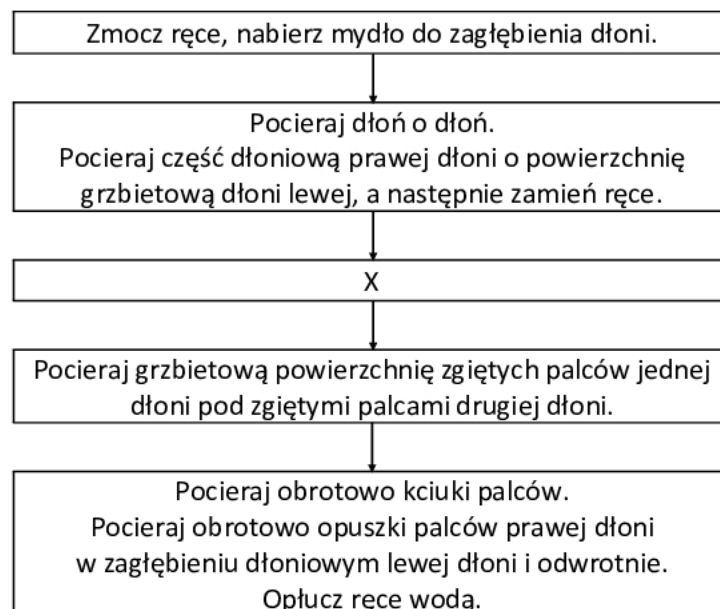 Zmocz ręce, nabierz mydło do zagłębienia dłoni.
Pocieraj dłoń o dłoń.
Pocieraj część dłoniową prawej dłoni o powierzchnię
grzbietową dłoni lewej, a następnie zamień ręce.
X
Pocieraj grzbietową powierzchnię zgiętych palców jednej
dłoni pod zgiętymi palcami drugiej dłoni.
Pocieraj obrotowo kciuki palców.
Pocieraj obrotowo opuszki palców prawej dłoni
w zagłębieniu dłoniowym lewej dłoni i odwrotnie.
Opłucz ręce wodą.